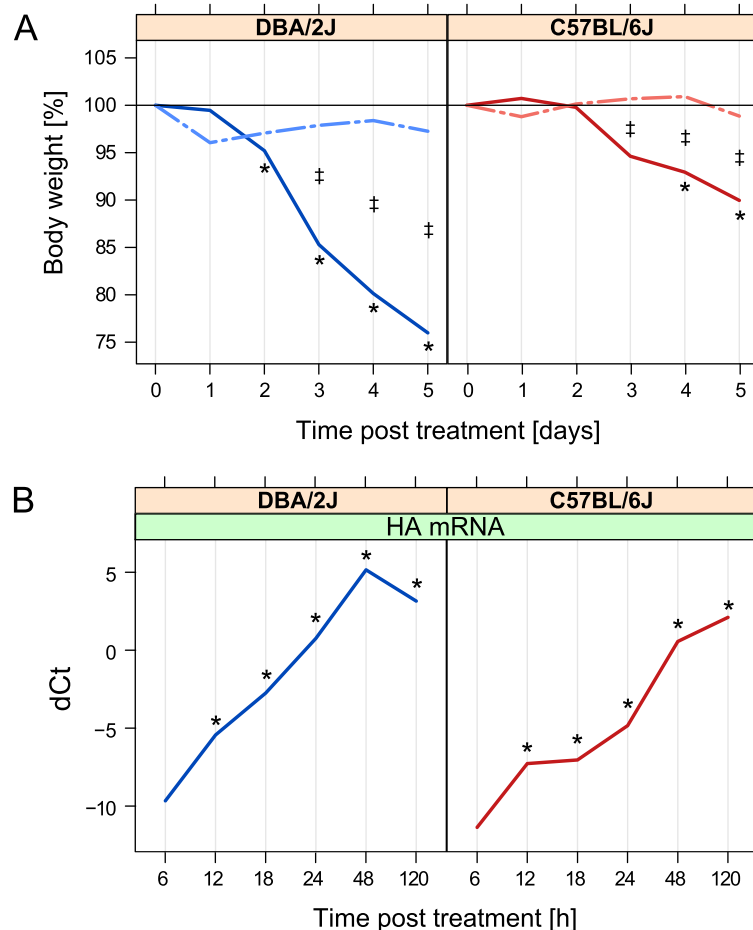 A
DBA/2J C57BL/6J
105
100
95
90
85
80
75
Body weight [%]
‡ ‡ ‡ ‡ ‡ ‡
* * * * * *
0 1 2 3 4 5 0 1 2 3 4 5
Time post treatment [days]
B
DBA/2J C57BL/6J
HA mRNA
5
0
−5
−10
dCt
* * * * * * * * * *
6 12 18 24 48 120 6 12 18 24 48 120
Time post treatment [h]